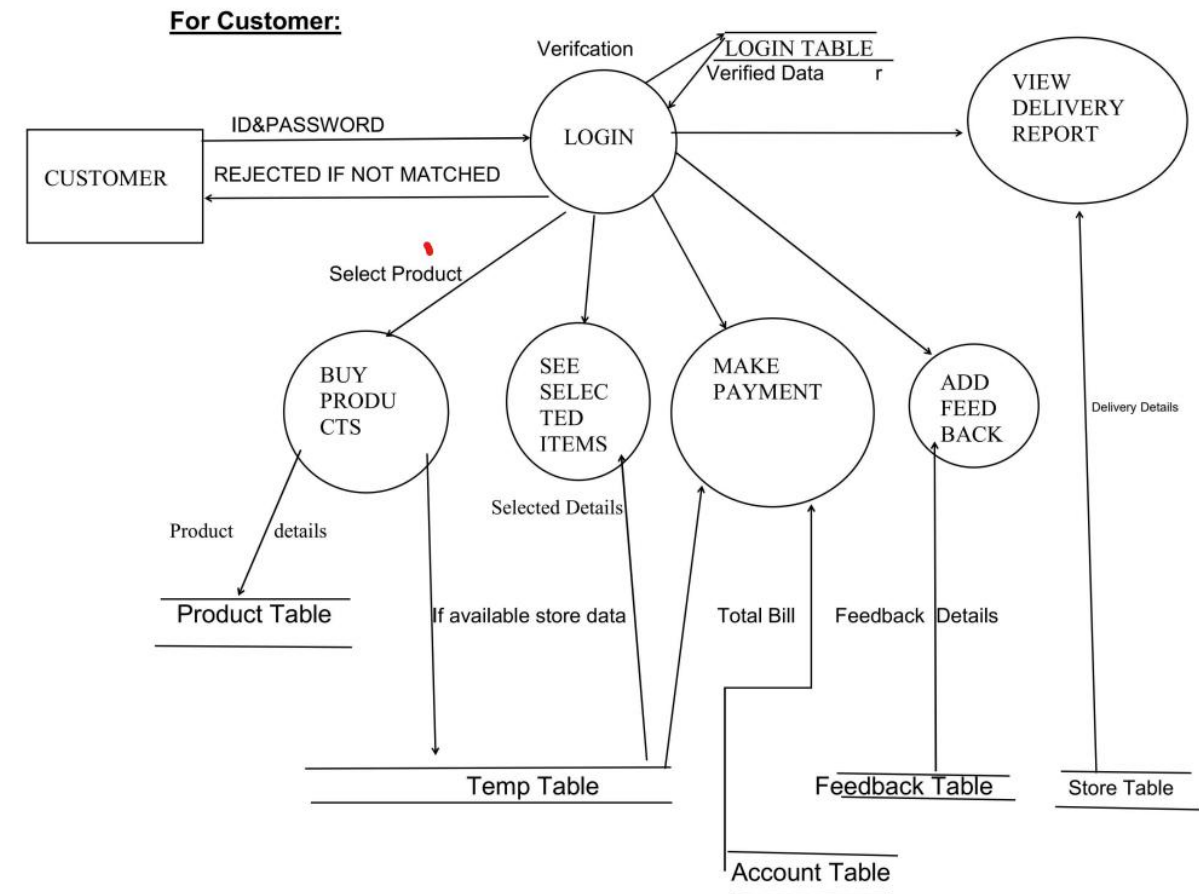 For Customer:
Verifcation
LOGIN TABLE
Verified Data r
VIEW
DELIVERY
REPORT
ID&PASSWORD
LOGIN
CUSTOMER
REJECTED IF NOT MATCHED
Select Product
BUY
PRODU
CTS
SEE
SELEC
TED
ITEMS
MAKE
PAYMENT
ADD
FEED
BACK
Delivery Details
Selected Details
Product details
Product Table
If available store data
Total Bill
Feedback Details
Temp Table
Feedback Table
Store Table
Account Table